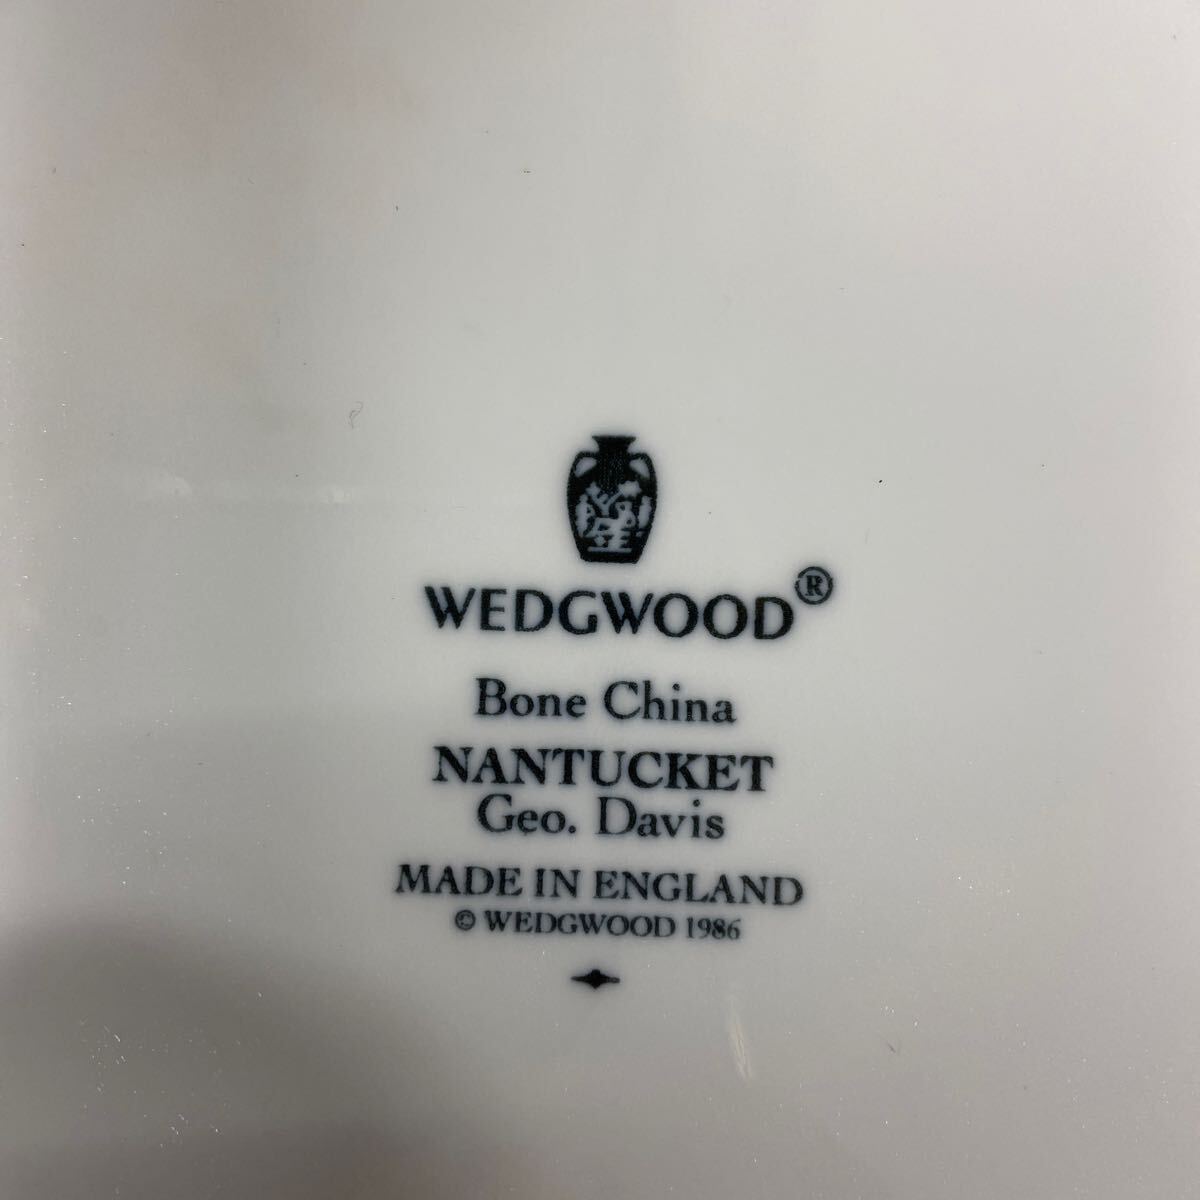 WEDGWOOD®
Bone China
NANTUCKET
Geo. Davis
MADE IN ENGLAND
© WEDGWOOD 1986